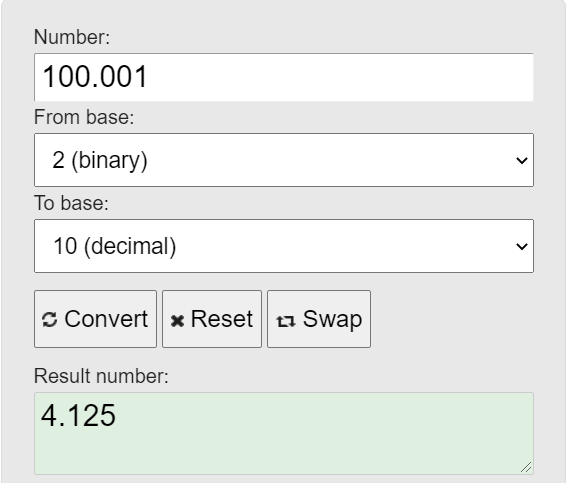 Number:
100.001
From base:
2 (binary)
To base:
10 (decimal)
Convert Reset Swap
Result number:
4.125